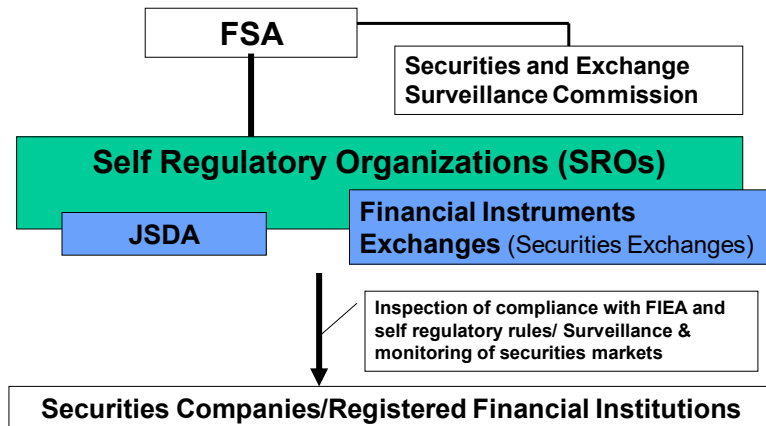 FSA
Securities and Exchange
Surveillance Commission
Self Regulatory Organizations (SROs)
JSDA
Financial Instruments
Exchanges (Securities Exchanges)
Inspection of compliance with FIEA and
self regulatory rules/ Surveillance &
monitoring of securities markets
Securities Companies/Registered Financial Institutions